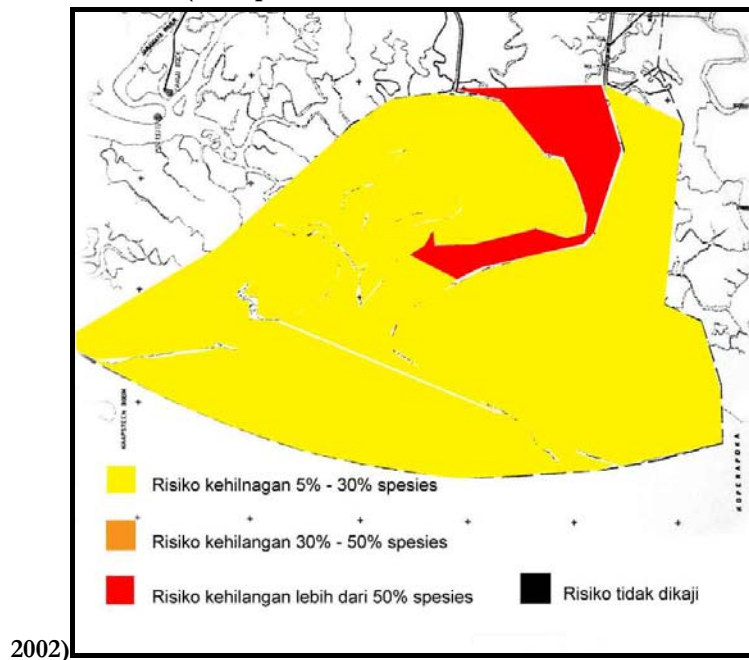 KOPERAPOKA
Risiko kehilnagan 5% - 30% spesies
Risiko kehilangan 30% - 50% spesies
Risiko kehilangan lebih dari 50% spesies
Risiko tidak dikaji
2002)